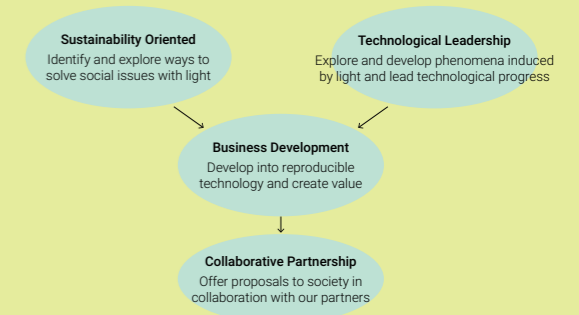 Sustainability Oriented
Identify and explore ways to
solve social issues with light
Technological Leadership
Explore and develop phenomena induced
by light and lead technological progress
Business Development
Develop into reproducible
technology and create value
Collaborative Partnership
Offer proposals to society in
collaboration with our partners